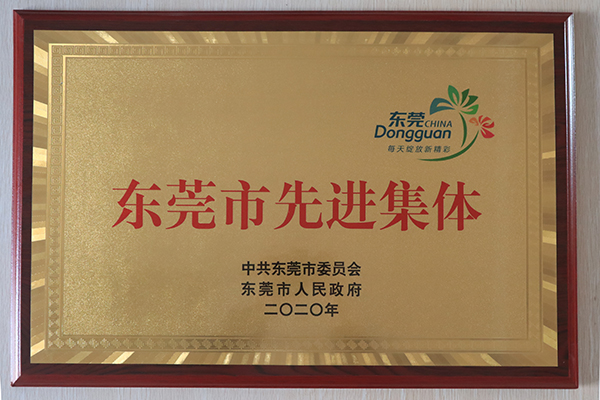 东莞 CHINA
Dongguan
每天绽放新精彩
东莞市先进集体
中共东莞市委员会
东莞市人民政府
二〇二〇年